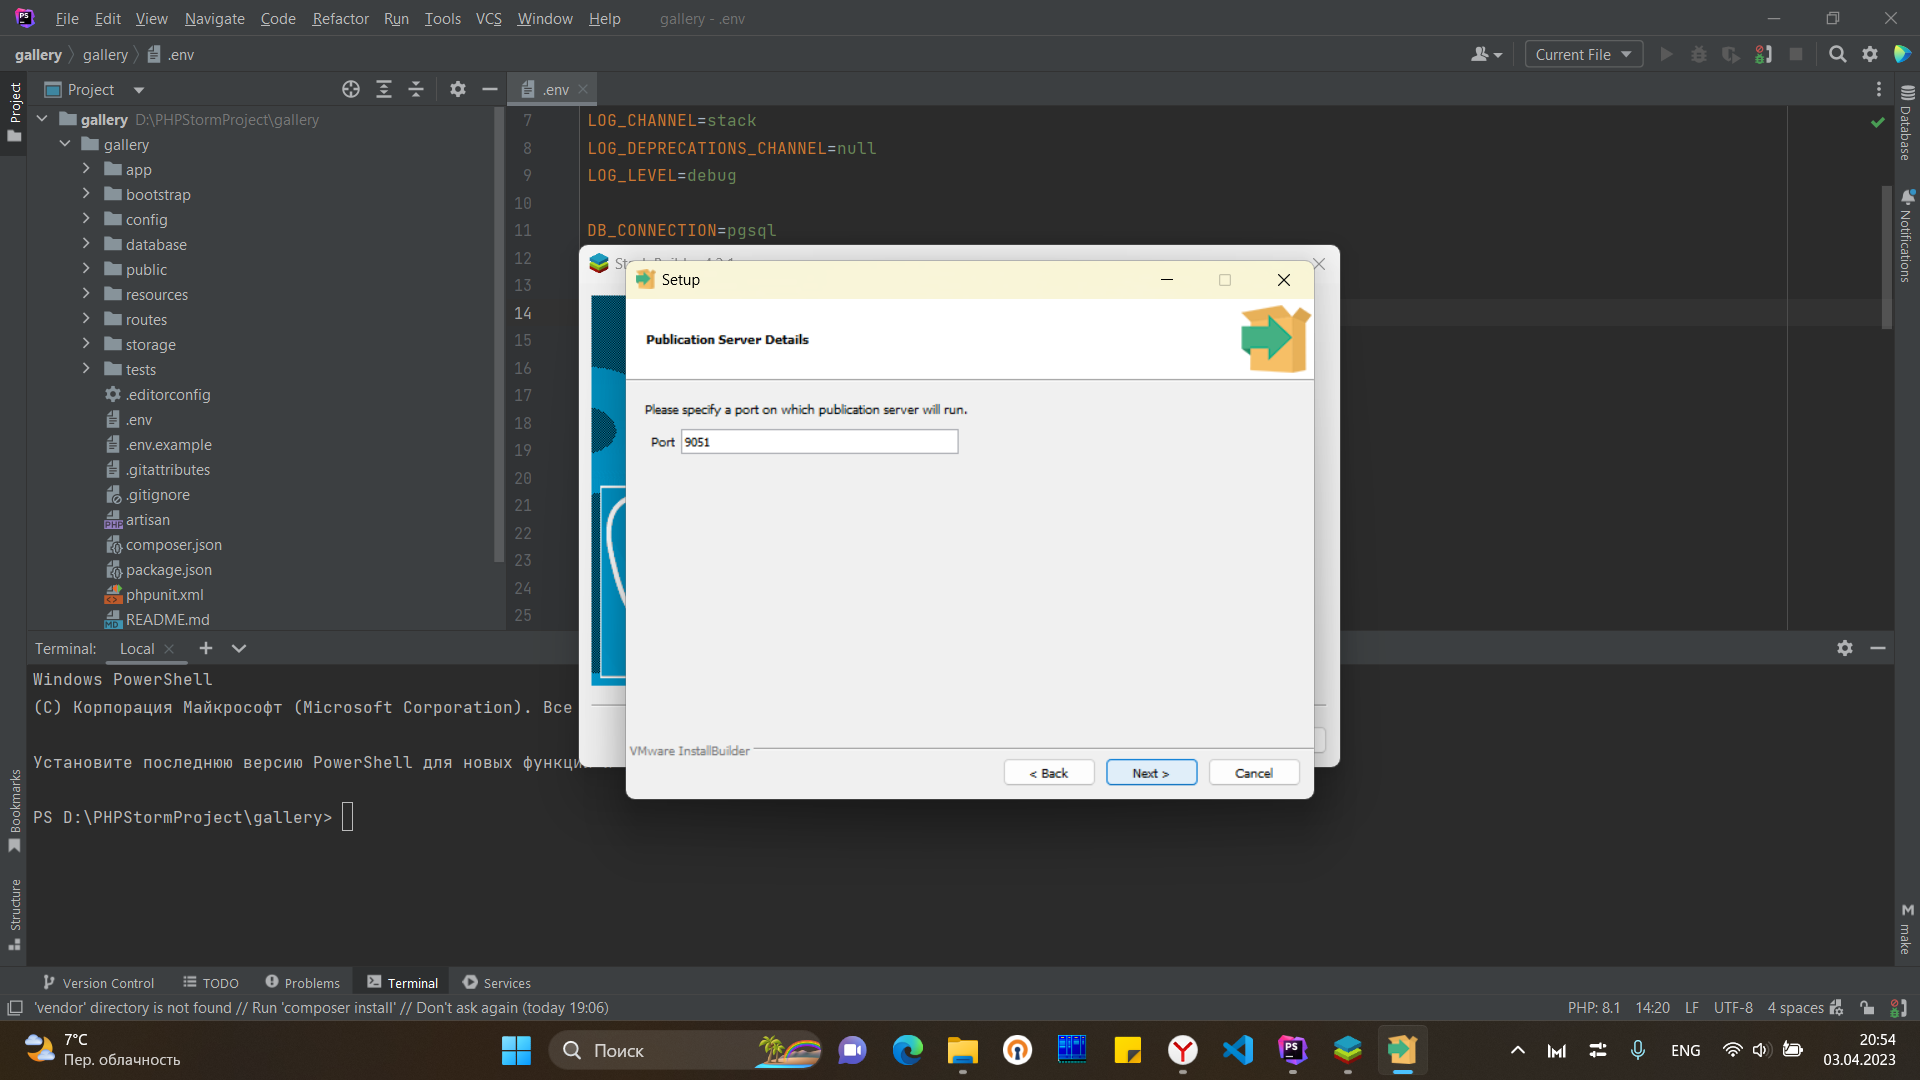 File Edit View Navigate Code Refactor Run Tools VCS Window Help gallery - .env
gallery gallery .env
Current File
Project
.env
Project
Database
Notifications
gallery D:\PHPStormProject\gallery
gallery
app
bootstrap
config
database
public
resources
routes
storage
tests
.editorconfig
.env
.env.example
.gitattributes
.gitignore
artisan
composer.json
package.json
phpunit.xml
README.md
7 LOG_CHANNEL=stack
8 LOG_DEPRECATIONS_CHANNEL=null
9 LOG_LEVEL=debug
10
11 DB_CONNECTION=pgsql
12
13
14
15
16
17
18
19
20
21
22
23
24
25
Setup
Publication Server Details
Please specify a port on which publication server will run.
Port 9051
VMware InstallBuilder
< Back Next > Cancel
Terminal: Local
Windows PowerShell
(C) Корпорация Майкрософт (Microsoft Corporation). Все
Установите последнюю версию PowerShell для новых функци
PS D:\PHPStormProject\gallery>
Bookmarks
Structure
make
Version Control TODO Problems Terminal Services
'vendor' directory is not found // Run 'composer install' // Don't ask again (today 19:06)
PHP: 8.1 14:20 LF UTF-8 4 spaces
7°C
Пер. облачность
Поиск
ENG
20:54
03.04.2023